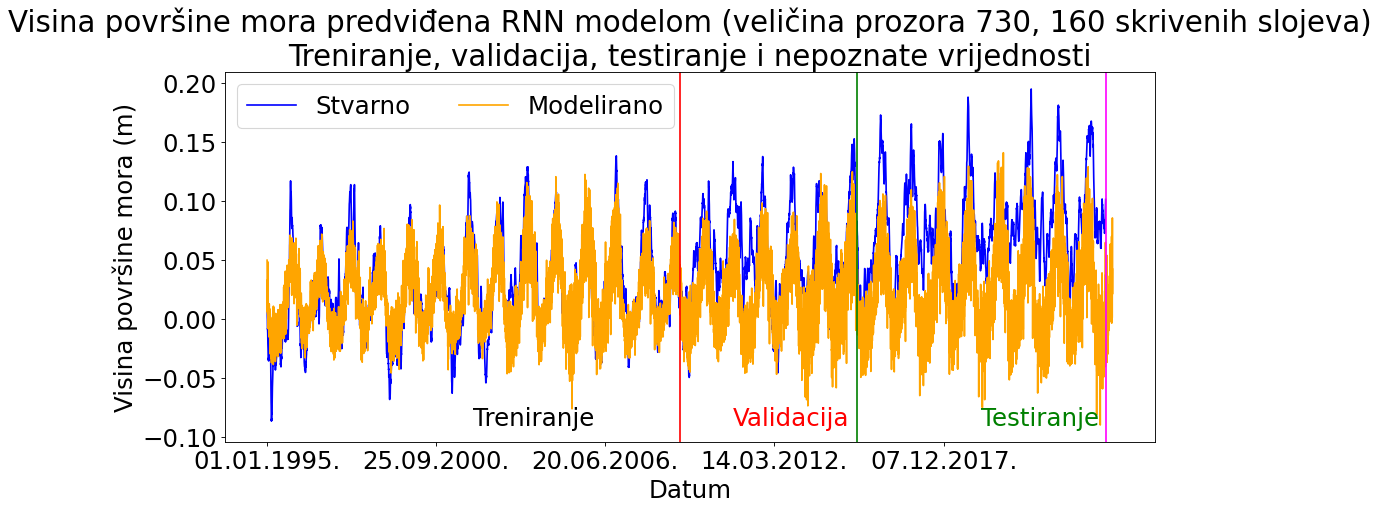 Visina površine mora predviđena RNN modelom (veličina prozora 730, 160 skrivenih slojeva)
Treniranje, validacija, testiranje i nepoznate vrijednosti
Stvarno
Modelirano
Visina površine mora (m)
0.20
0.15
0.10
0.05
0.00
−0.05
−0.10
Treniranje
Validacija
Testiranje
01.01.1995.
25.09.2000.
20.06.2006.
14.03.2012.
07.12.2017.
Datum